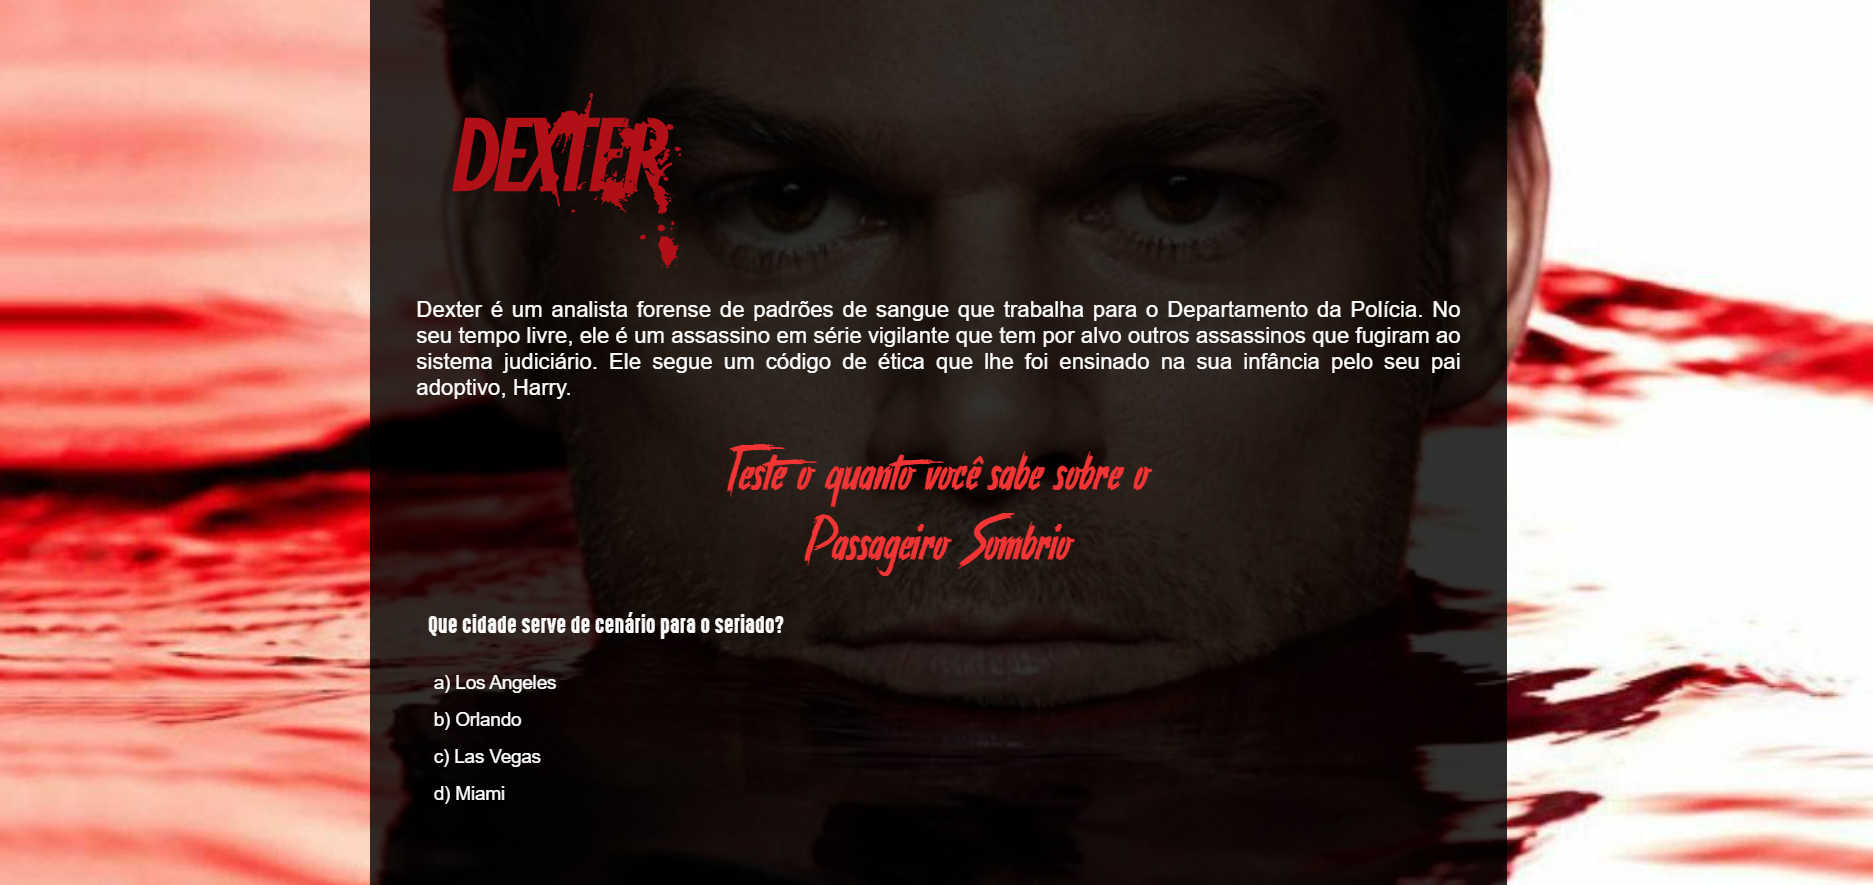 DEXTER
Dexter é um analista forense de padrões de sangue que trabalha para o Departamento da Polícia. No
seu tempo livre, ele é um assassino em série vigilante que tem por alvo outros assassinos que fugiram ao
sistema judiciário. Ele segue um código de ética que lhe foi ensinado na sua infância pelo seu pai
adoptivo, Harry.
Teste o quanto você sabe sobre o
Passageiro Sombrio
Que cidade serve de cenário para o seriado?
a) Los Angeles
b) Orlando
c) Las Vegas
d) Miami